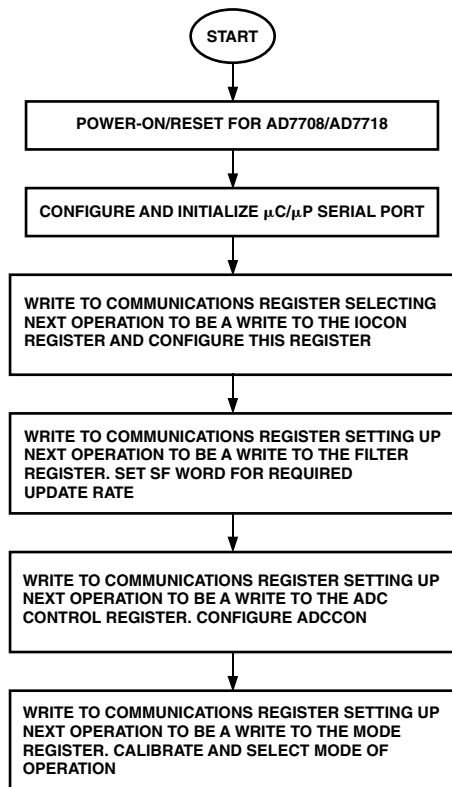 START
POWER-ON/RESET FOR AD7708/AD7718
CONFIGURE AND INITIALIZE μC/μP SERIAL PORT
WRITE TO COMMUNICATIONS REGISTER SELECTING
NEXT OPERATION TO BE A WRITE TO THE IOCON
REGISTER AND CONFIGURE THIS REGISTER
WRITE TO COMMUNICATIONS REGISTER SETTING UP
NEXT OPERATION TO BE A WRITE TO THE FILTER
REGISTER. SET SF WORD FOR REQUIRED
UPDATE RATE
WRITE TO COMMUNICATIONS REGISTER SETTING UP
NEXT OPERATION TO BE A WRITE TO THE ADC
CONTROL REGISTER. CONFIGURE ADCCON
WRITE TO COMMUNICATIONS REGISTER SETTING UP
NEXT OPERATION TO BE A WRITE TO THE MODE
REGISTER. CALIBRATE AND SELECT MODE OF
OPERATION